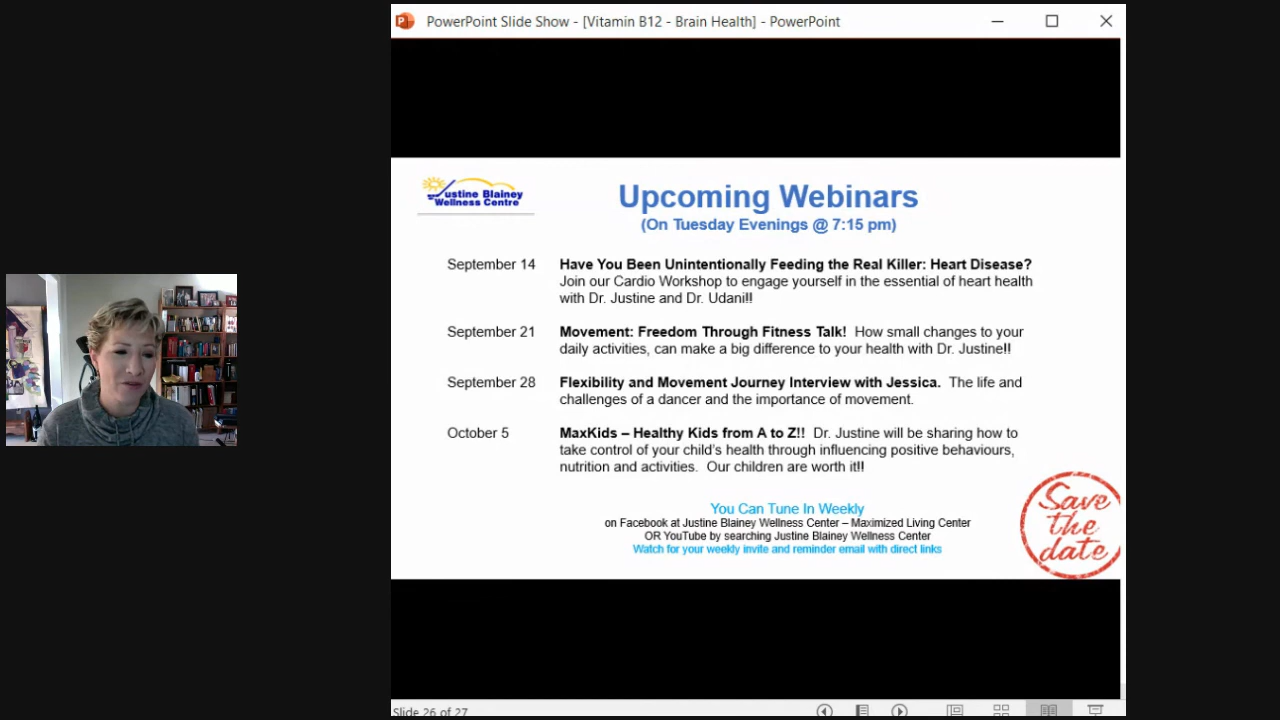 PowerPoint Slide Show - [Vitamin B12 - Brain Health] - PowerPoint
Justine Blainey
Wellness Centre
Upcoming Webinars
(On Tuesday Evenings @ 7:15 pm)
September 14 Have You Been Unintentionally Feeding the Real Killer: Heart Disease?
Join our Cardio Workshop to engage yourself in the essential of heart health
with Dr. Justine and Dr. Udani!!
September 21 Movement: Freedom Through Fitness Talk! How small changes to your
daily activities, can make a big difference to your health with Dr. Justine!!
September 28 Flexibility and Movement Journey Interview with Jessica. The life and
challenges of a dancer and the importance of movement.
October 5 MaxKids – Healthy Kids from A to Z!! Dr. Justine will be sharing how to
take control of your child's health through influencing positive behaviours,
nutrition and activities. Our children are worth it!!
You Can Tune In Weekly
on Facebook at Justine Blainey Wellness Center – Maximized Living Center
OR YouTube by searching Justine Blainey Wellness Center
Watch for your weekly invite and reminder email with direct links
Save
the
date
Slide 26 of 27